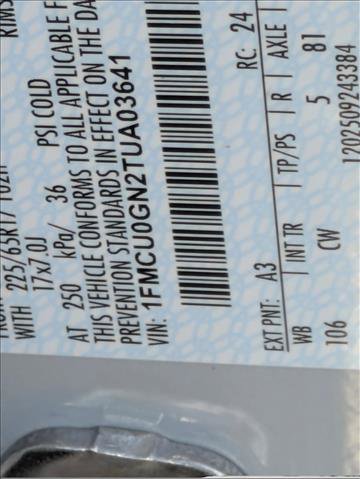 RIMS
WITH 225/65R17 102H
17x7.0J
AT 250 kPa/ 36 PSI COLD
THIS VEHICLE CONFORMS TO ALL APPLICABLE F
PREVENTION STANDARDS IN EFFECT ON THE DA
VIN: 1FMCU0GN2TUA03641
EXT PNT: A3 RC: 24
WB INT TR TP/PS R AXLE
106 CW 5 81
1202509243384